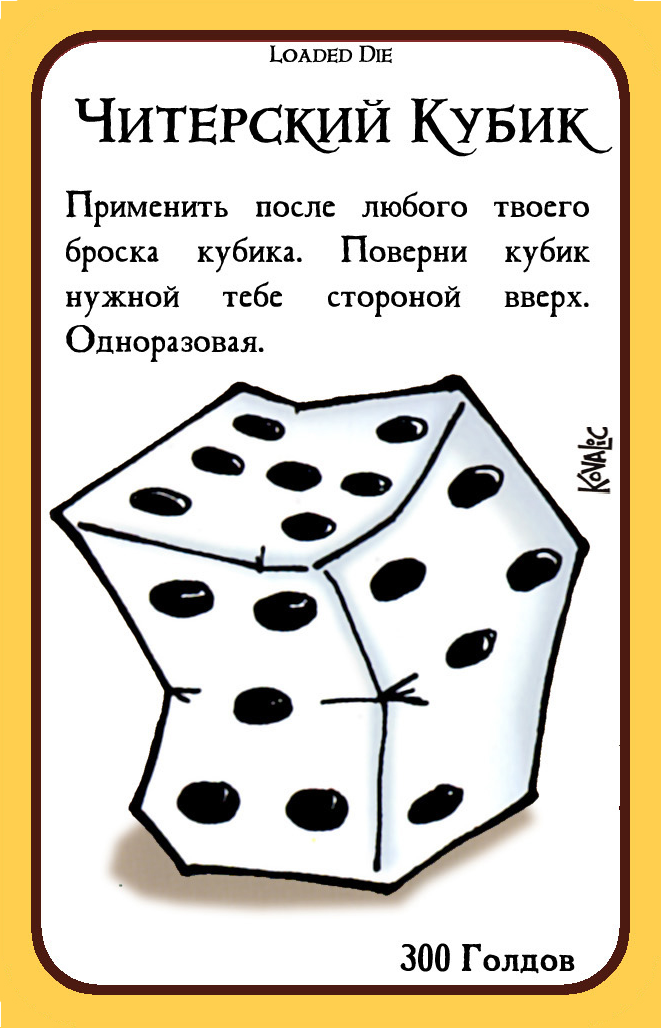 Loaded Die
Читерский Кубик
Применить после любого твоего
броска кубика. Поверни кубик
нужной тебе стороной вверх.
Одноразовая.
Kovalic
300 Голдов